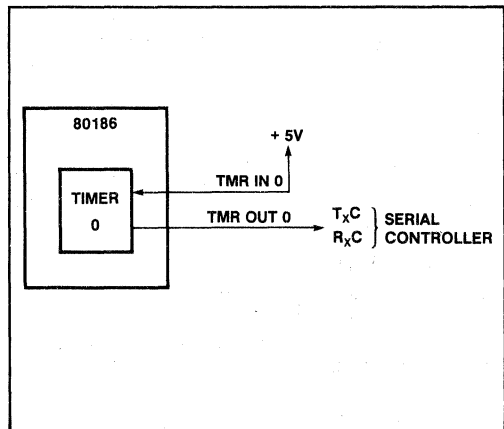 80186
+ 5V
TIMER
0
TMR IN 0
TMR OUT 0
TxC
RxC
SERIAL
CONTROLLER